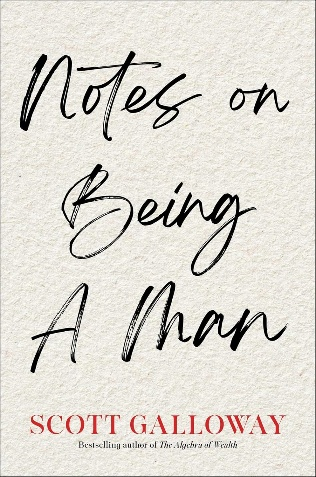 Notes on
Being
A Man
SCOTT GALLOWAY
Bestselling author of The Algebra of Wealth